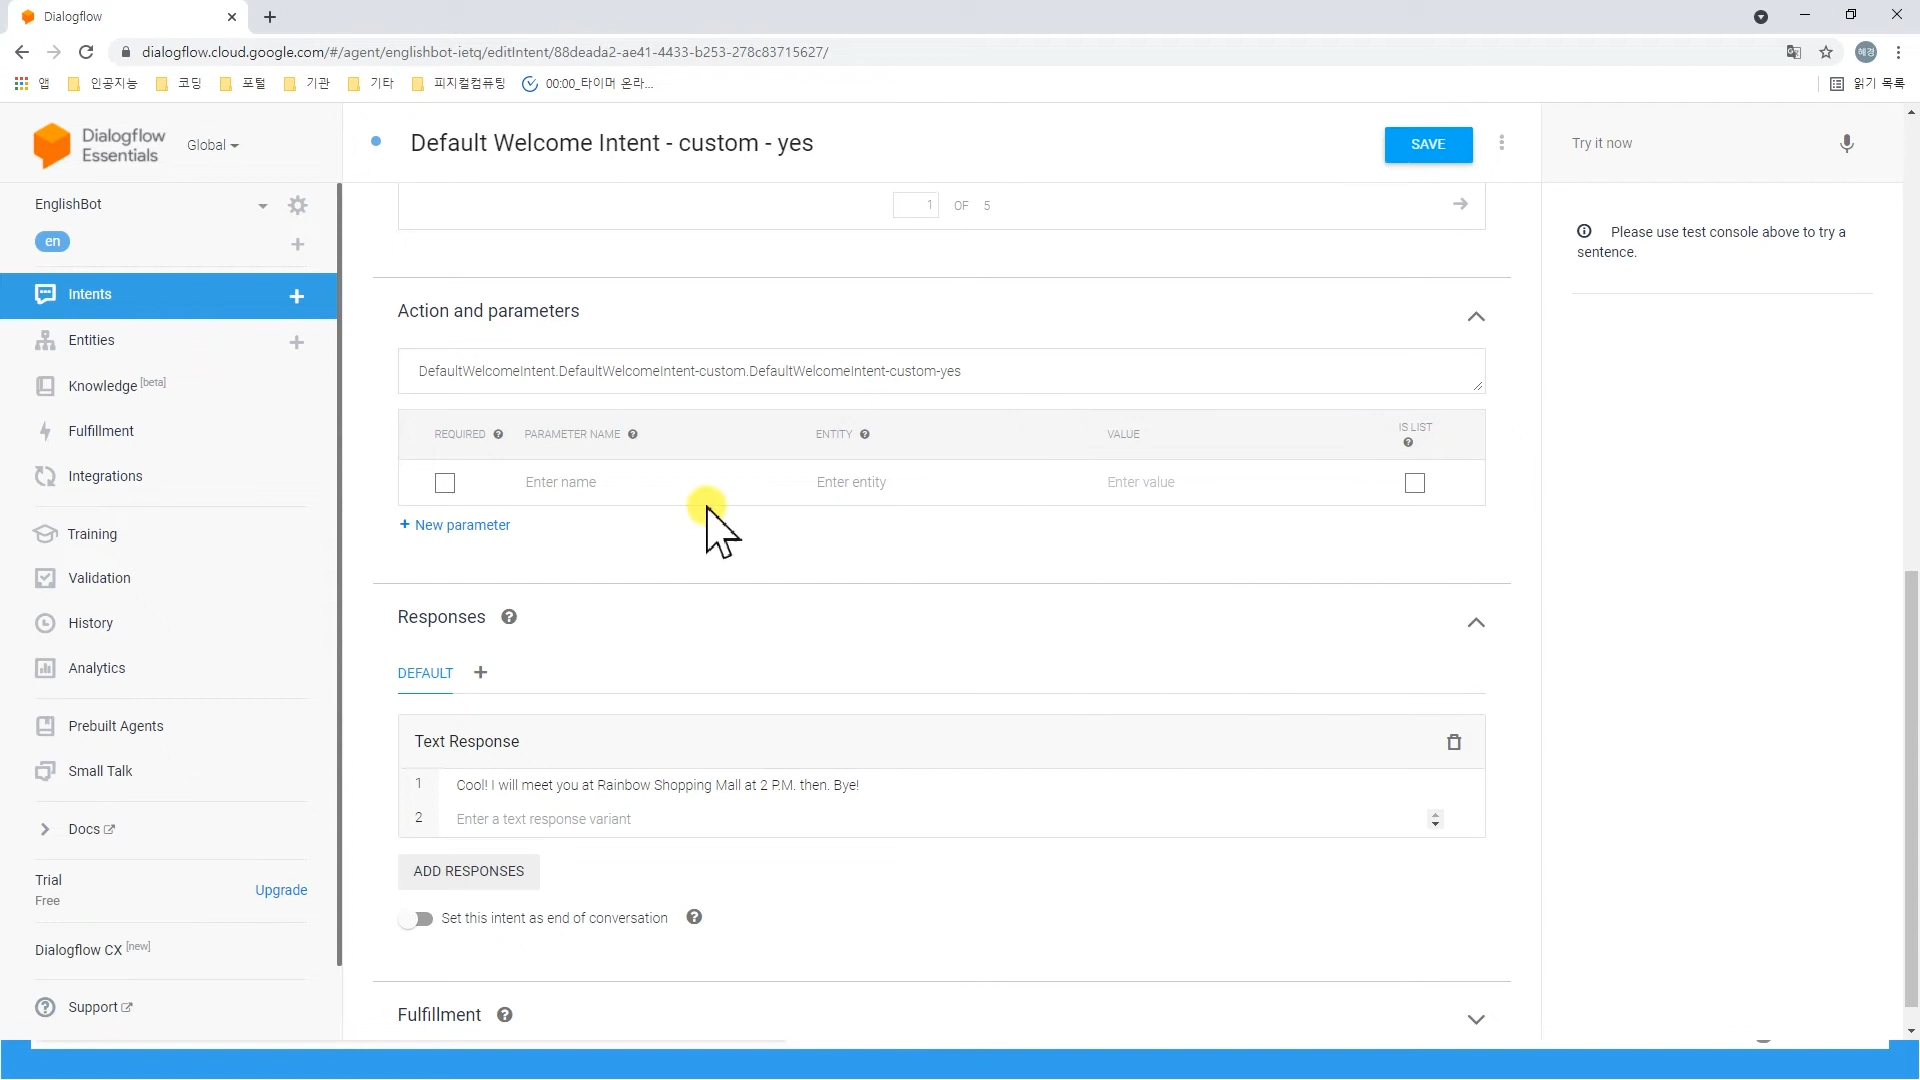 Dialogflow
dialogflow.cloud.google.com/#/agent/englishbot-ietq/editIntent/88deada2-ae41-4433-b253-278c83715627/
혜경
앱 인공지능 코딩 포털 기관 기타 피지컬컴퓨팅 00:00_타이머 온라... 읽기 목록
Dialogflow
Essentials
Global
EnglishBot
en
Intents
Entities
Knowledge [beta]
Fulfillment
Integrations
Training
Validation
History
Analytics
Prebuilt Agents
Small Talk
Docs
Trial
Free
Upgrade
Dialogflow CX [new]
Support
Default Welcome Intent - custom - yes
SAVE
1 OF 5
Action and parameters
DefaultWelcomeIntent.DefaultWelcomeIntent-custom.DefaultWelcomeIntent-custom-yes
REQUIRED PARAMETER NAME ENTITY VALUE IS LIST
Enter name Enter entity Enter value
+ New parameter
Responses
DEFAULT
Text Response
1 Cool! I will meet you at Rainbow Shopping Mall at 2 P.M. then. Bye!
2 Enter a text response variant
ADD RESPONSES
Set this intent as end of conversation
Fulfillment
Try it now
Please use test console above to try a
sentence.